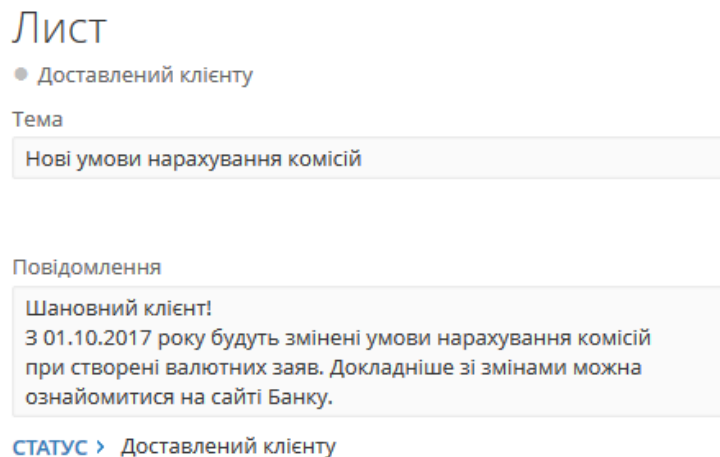 Лист
Доставлений клієнту
Тема
Нові умови нарахування комісій
Повідомлення
Шановний клієнт!
З 01.10.2017 року будуть змінені умови нарахування комісій
при створені валютних заяв. Докладніше зі змінами можна
ознайомитися на сайті Банку.
СТАТУС > Доставлений клієнту